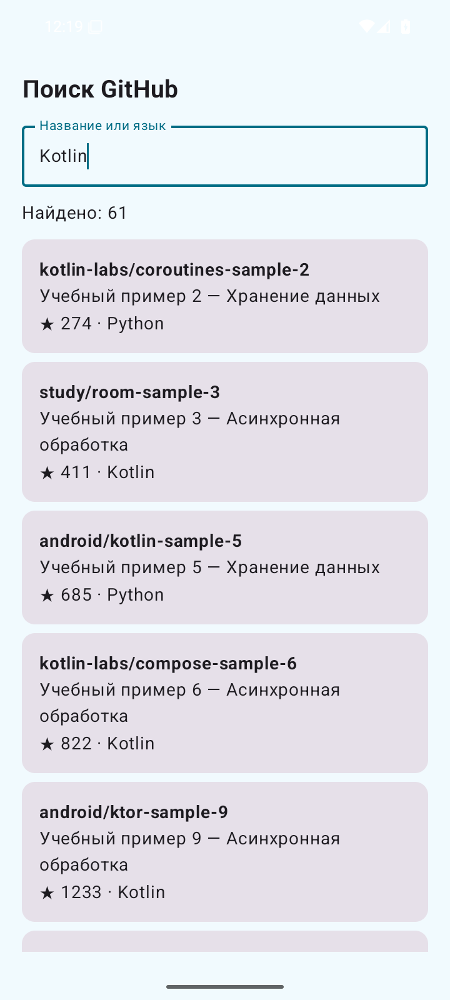 12:19
Поиск GitHub
Название или язык
Kotlin
Найдено: 61
kotlin-labs/coroutines-sample-2
Учебный пример 2 — Хранение данных
★ 274 · Python
study/room-sample-3
Учебный пример 3 — Асинхронная
обработка
★ 411 · Kotlin
android/kotlin-sample-5
Учебный пример 5 — Хранение данных
★ 685 · Python
kotlin-labs/compose-sample-6
Учебный пример 6 — Асинхронная
обработка
★ 822 · Kotlin
android/ktor-sample-9
Учебный пример 9 — Асинхронная
обработка
★ 1233 · Kotlin